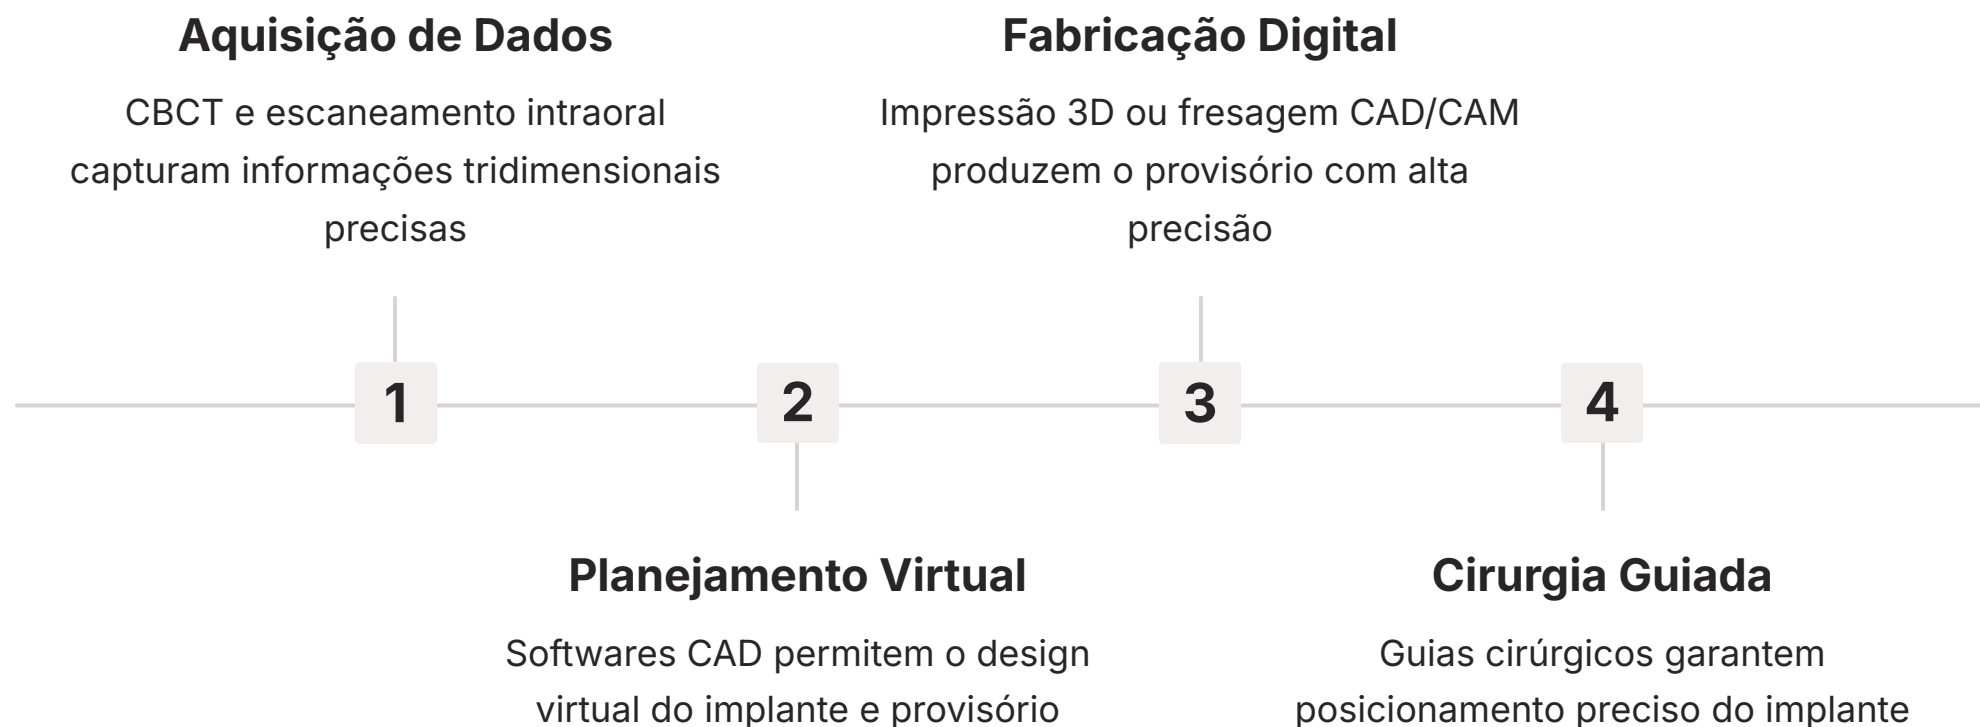 Aquisição de Dados
CBCT e escaneamento intraoral
capturam informações tridimensionais
precisas
1
Planejamento Virtual
Softwares CAD permitem o design
virtual do implante e provisório
2
Fabricação Digital
Impressão 3D ou fresagem CAD/CAM
produzem o provisório com alta
precisão
3
Cirurgia Guiada
Guias cirúrgicos garantem
posicionamento preciso do implante
4